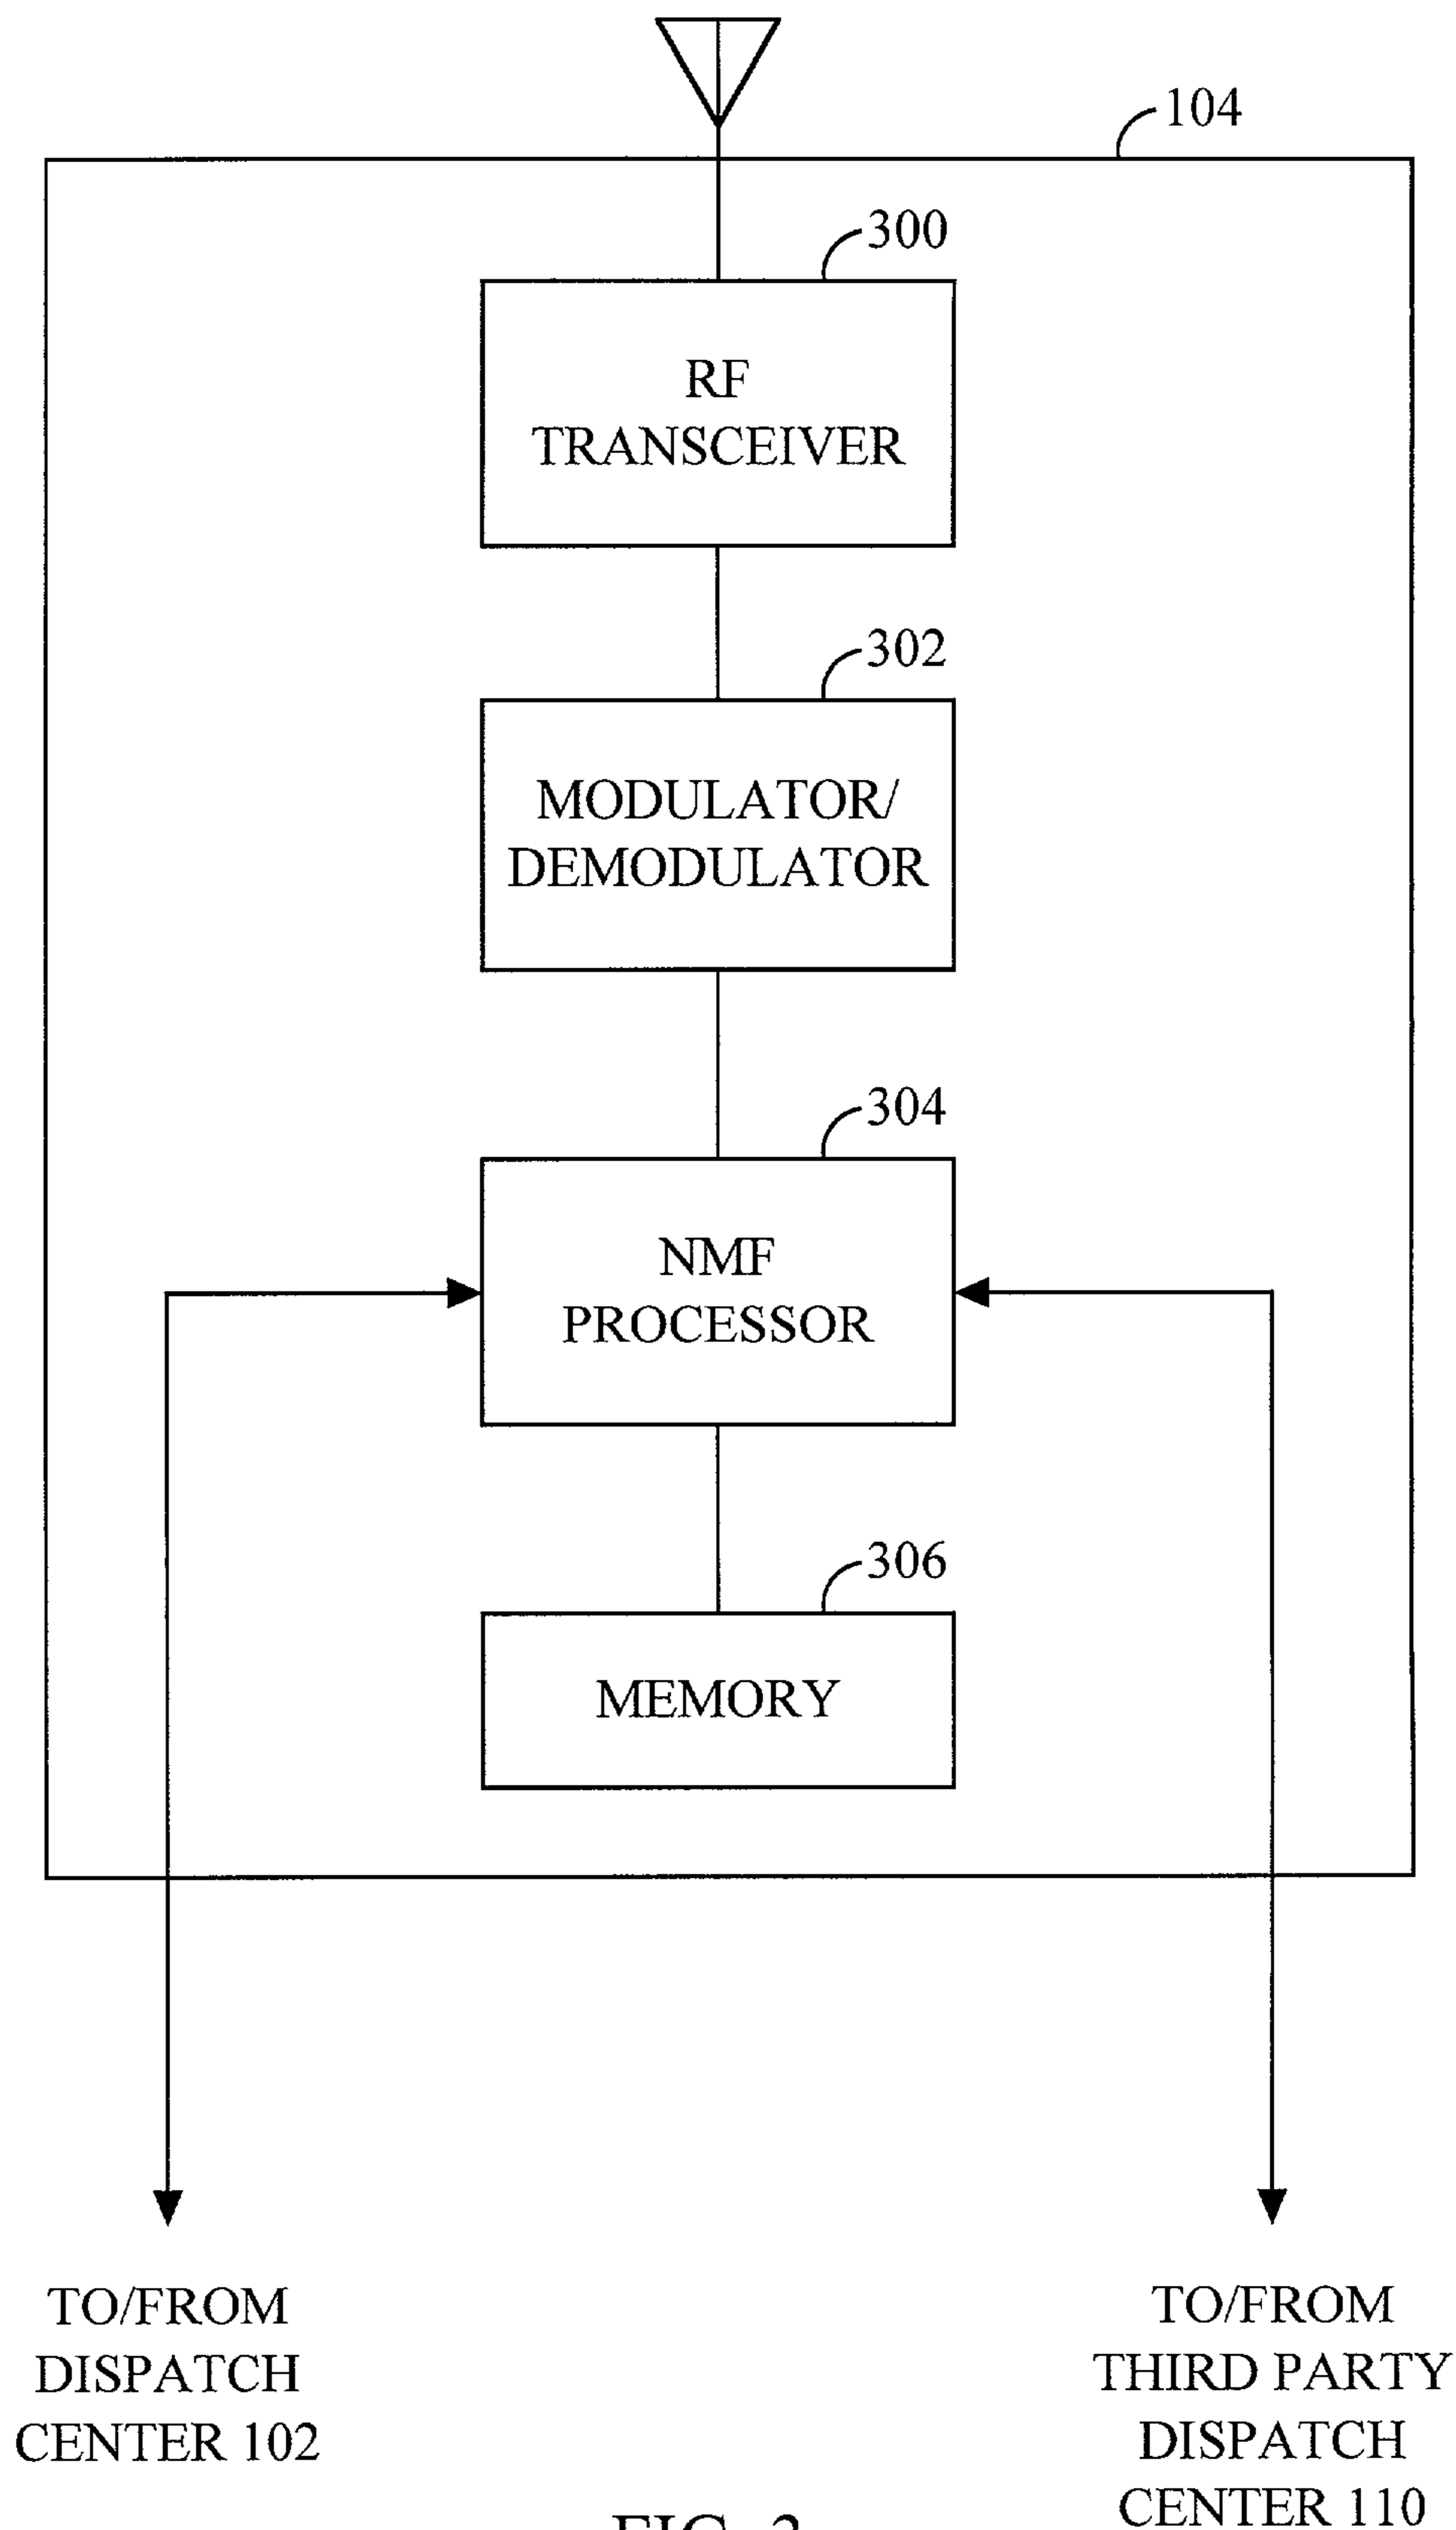 104
300
RF
TRANSCEIVER
302
MODULATOR/
DEMODULATOR
304
NMF
PROCESSOR
306
MEMORY
TO/FROM
DISPATCH
CENTER 102
TO/FROM
THIRD PARTY
DISPATCH
CENTER 110
FIG.